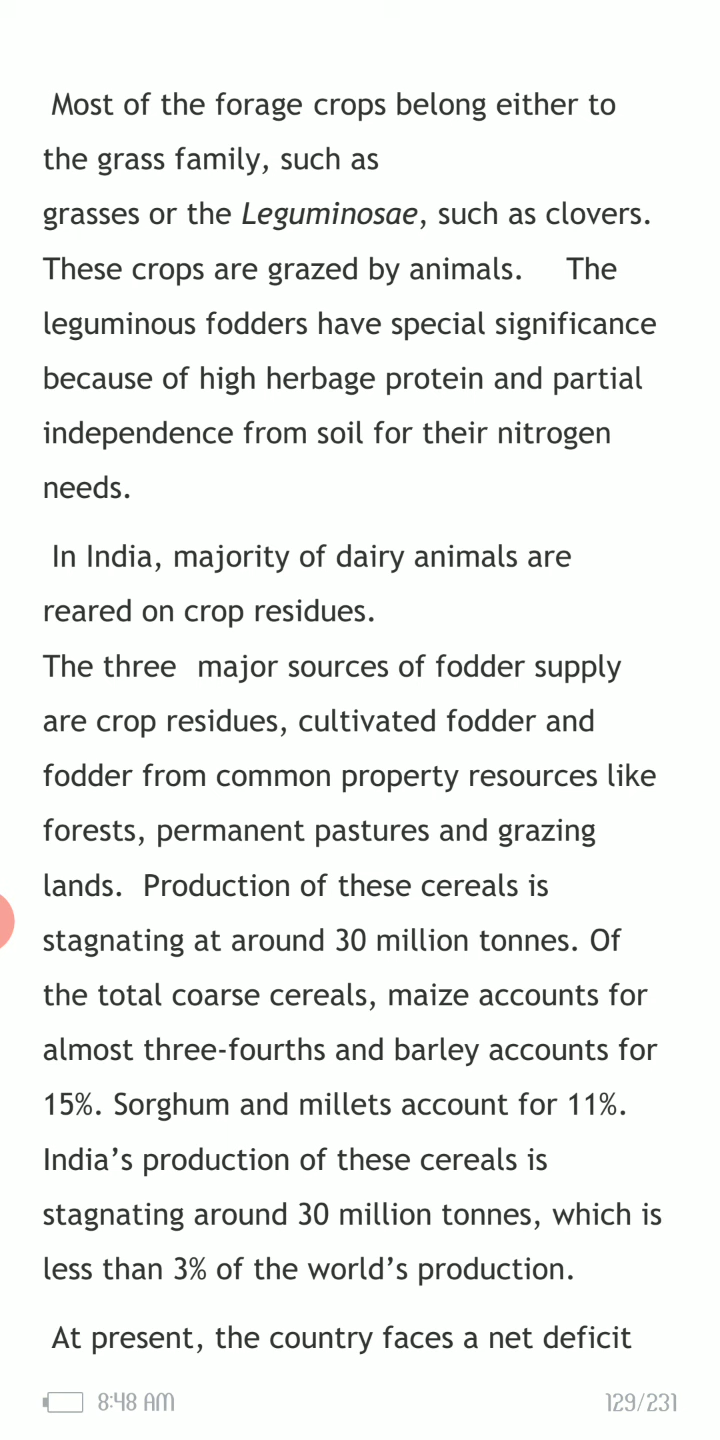 Most of the forage crops belong either to
the grass family, such as
grasses or the Leguminosae, such as clovers.
These crops are grazed by animals. The
leguminous fodders have special significance
because of high herbage protein and partial
independence from soil for their nitrogen
needs.
In India, majority of dairy animals are
reared on crop residues.
The three major sources of fodder supply
are crop residues, cultivated fodder and
fodder from common property resources like
forests, permanent pastures and grazing
lands. Production of these cereals is
stagnating at around 30 million tonnes. Of
the total coarse cereals, maize accounts for
almost three-fourths and barley accounts for
15%. Sorghum and millets account for 11%.
India’s production of these cereals is
stagnating around 30 million tonnes, which is
less than 3% of the world’s production.
At present, the country faces a net deficit
8:48 AM 129/231